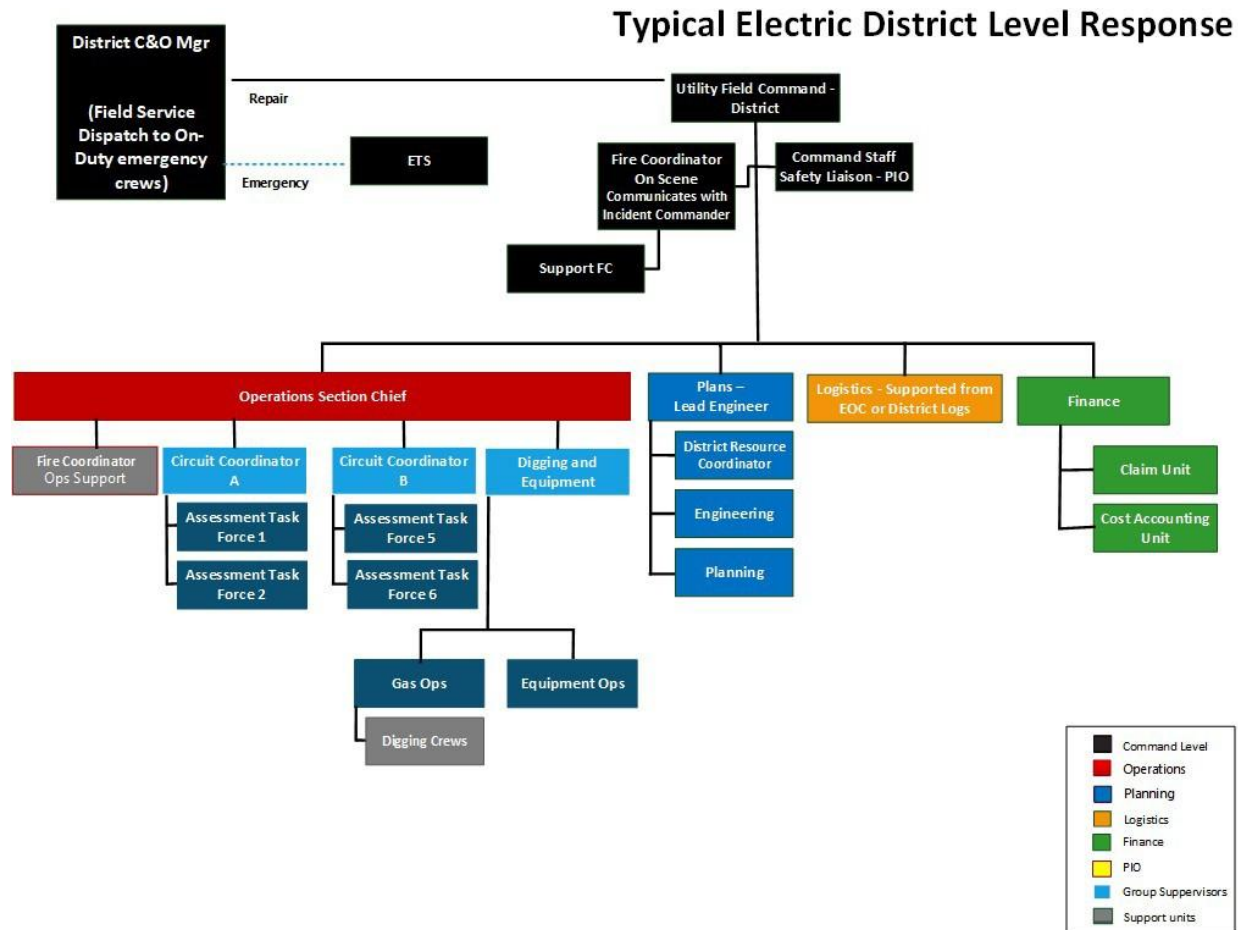 Typical Electric District Level Response
District C&O Mgr
(Field Service
Dispatch to On-
Duty emergency
crews)
Repair
Emergency
ETS
Utility Field Command -
District
Fire Coordinator
On Scene
Communicates with
Incident Commander
Command Staff
Safety Liaison - PIO
Support FC
Operations Section Chief
Plans –
Lead Engineer
Logistics - Supported from
EOC or District Logs
Finance
Fire Coordinator
Ops Support
Circuit Coordinator
A
Circuit Coordinator
B
Digging and
Equipment
District Resource
Coordinator
Claim Unit
Assessment Task
Force 1
Assessment Task
Force 5
Engineering
Cost Accounting
Unit
Assessment Task
Force 2
Assessment Task
Force 6
Planning
Gas Ops
Equipment Ops
Digging Crews
Command Level
Operations
Planning
Logistics
Finance
PIO
Group Suppervisors
Support units